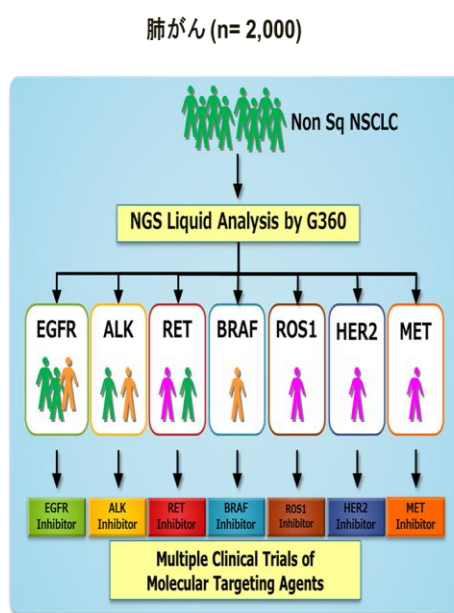 肺がん (n= 2,000)
Non Sq NSCLC
NGS Liquid Analysis by G360
EGFR ALK RET BRAF ROS1 HER2 MET
EGFR Inhibitor
ALK Inhibitor
RET Inhibitor
BRAF Inhibitor
ROS1 Inhibitor
HER2 Inhibitor
MET Inhibitor
Multiple Clinical Trials of
Molecular Targeting Agents